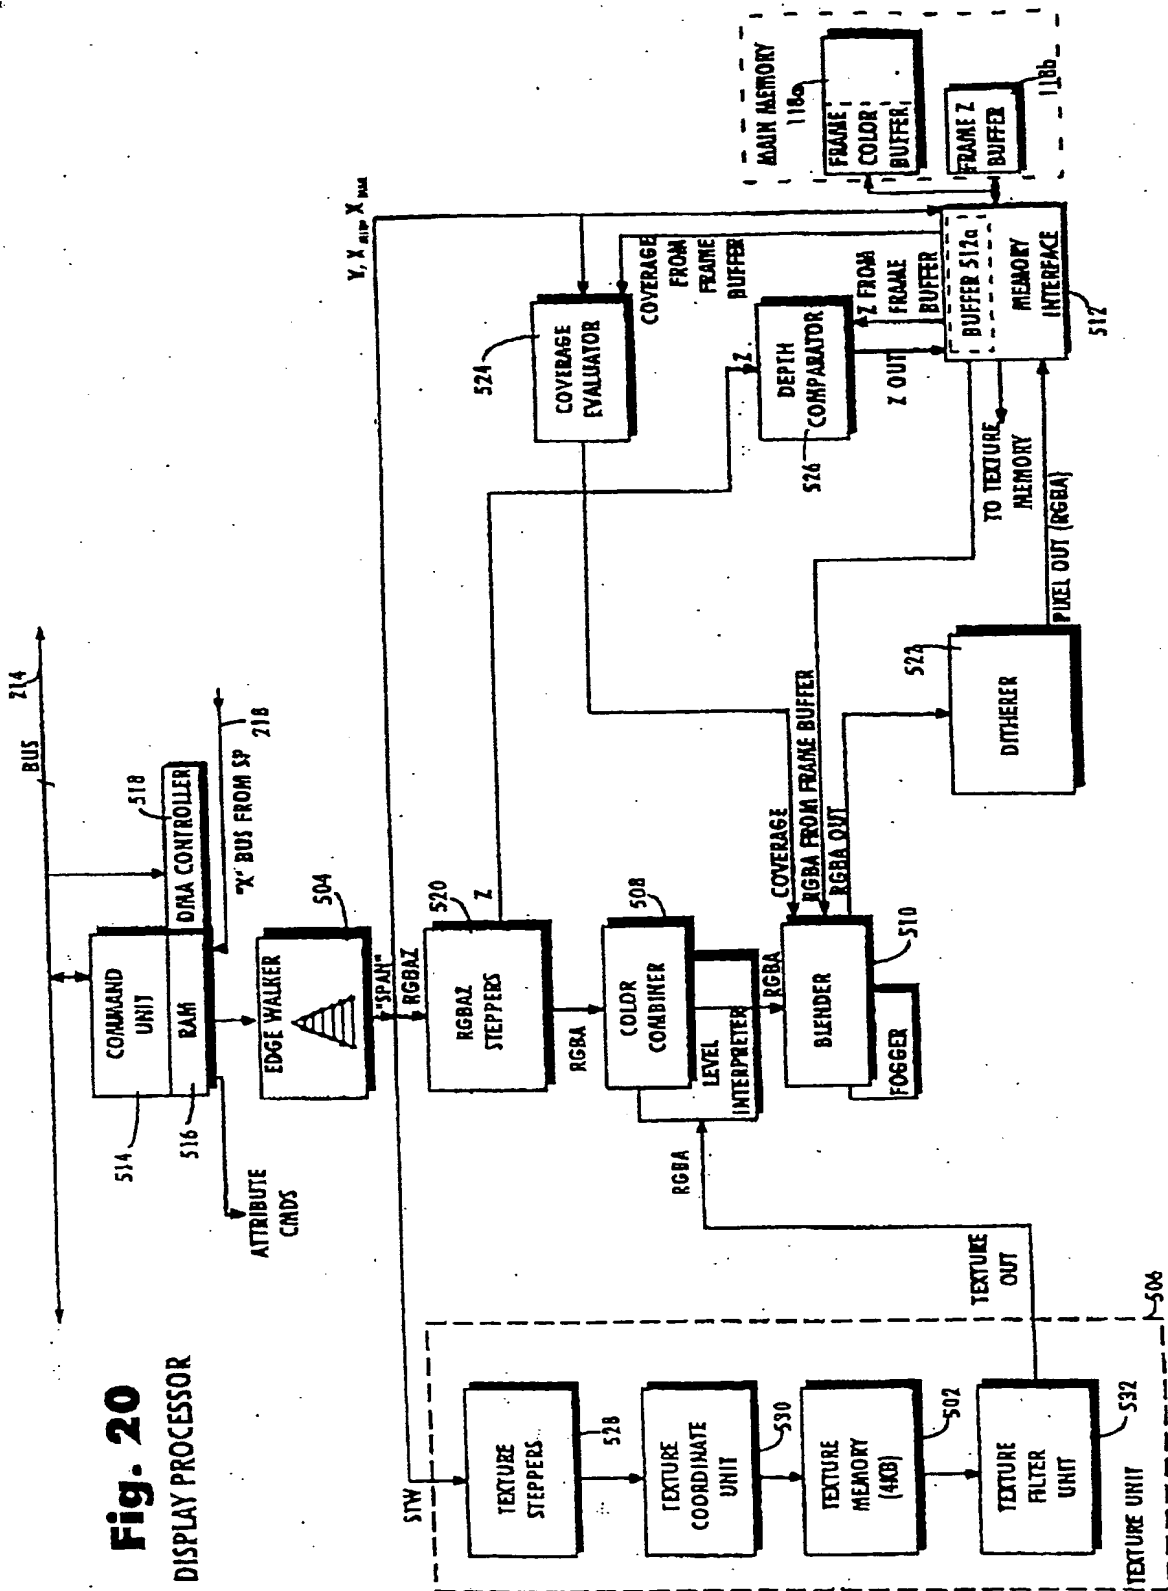 Fig. 20
DISPLAY PROCESSOR
BUS
214
514
COMMAND
UNIT
516
RAM
518
DMA CONTROLLER
"X" BUS FROM SP
218
ATTRIBUTE
CMDS
EDGE WALKER
504
"SPAN"
RGBAZ
Y, X MIN, X MAX
STW
TEXTURE
STEPPERS
528
TEXTURE
COORDINATE
UNIT
530
TEXTURE
MEMORY
(4KB)
502
TEXTURE
FILTER
UNIT
532
TEXTURE UNIT
506
TEXTURE
OUT
RGBA
RGBAZ
STEPPERS
520
Z
RGBA
COLOR
COMBINER
508
LEVEL
INTERPRETER
RGBA
BLENDER
510
FOGGER
COVERAGE
RGBA FROM FRAME BUFFER
RGBA OUT
DITHERER
522
PIXEL OUT (RGBA)
524
COVERAGE
EVALUATOR
COVERAGE
FROM
FRAME
BUFFER
Z
DEPTH
COMPARATOR
526
Z FROM
FRAME
BUFFER
Z OUT
TO TEXTURE
MEMORY
BUFFER 512a
MEMORY
INTERFACE
512
MAIN MEMORY
118a
FRAME
COLOR
BUFFER
FRAME Z
BUFFER
118b